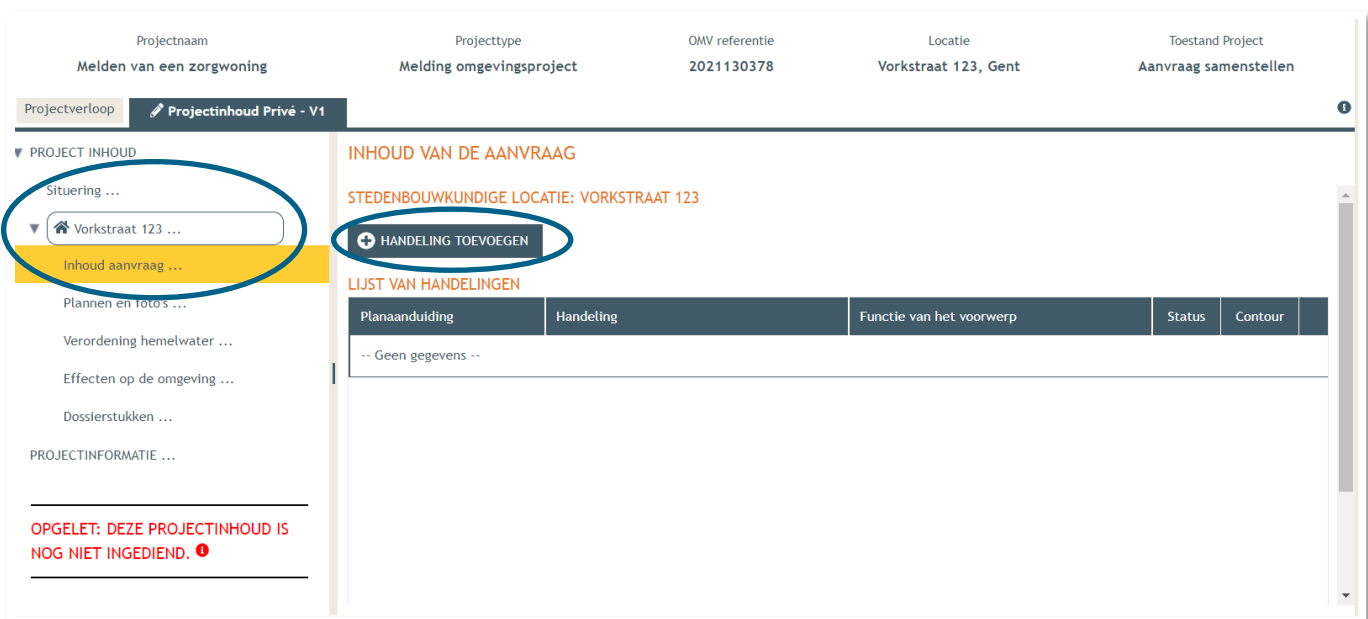 Projectnaam
Melden van een zorgwoning
Projecttype
Melding omgevingsproject
OMV referentie
2021130378
Locatie
Vorkstraat 123, Gent
Toestand Project
Aanvraag samenstellen
Projectverloop
Projectinhoud Privé - V1
PROJECT INHOUD
Situering ...
Vorkstraat 123 ...
Inhoud aanvraag ...
Plannen en foto's ...
Verordening hemelwater ...
Effecten op de omgeving ...
Dossierstukken ...
PROJECTINFORMATIE ...
OPGELET: DEZE PROJECTINHOUD IS
NOG NIET INGEDIEND.
INHOUD VAN DE AANVRAAG
STEDENBOUWKUNDIGE LOCATIE: VORKSTRAAT 123
HANDELING TOEVOEGEN
LIJST VAN HANDELINGEN
Planaanduiding Handeling Functie van het voorwerp Status Contour
-- Geen gegevens --